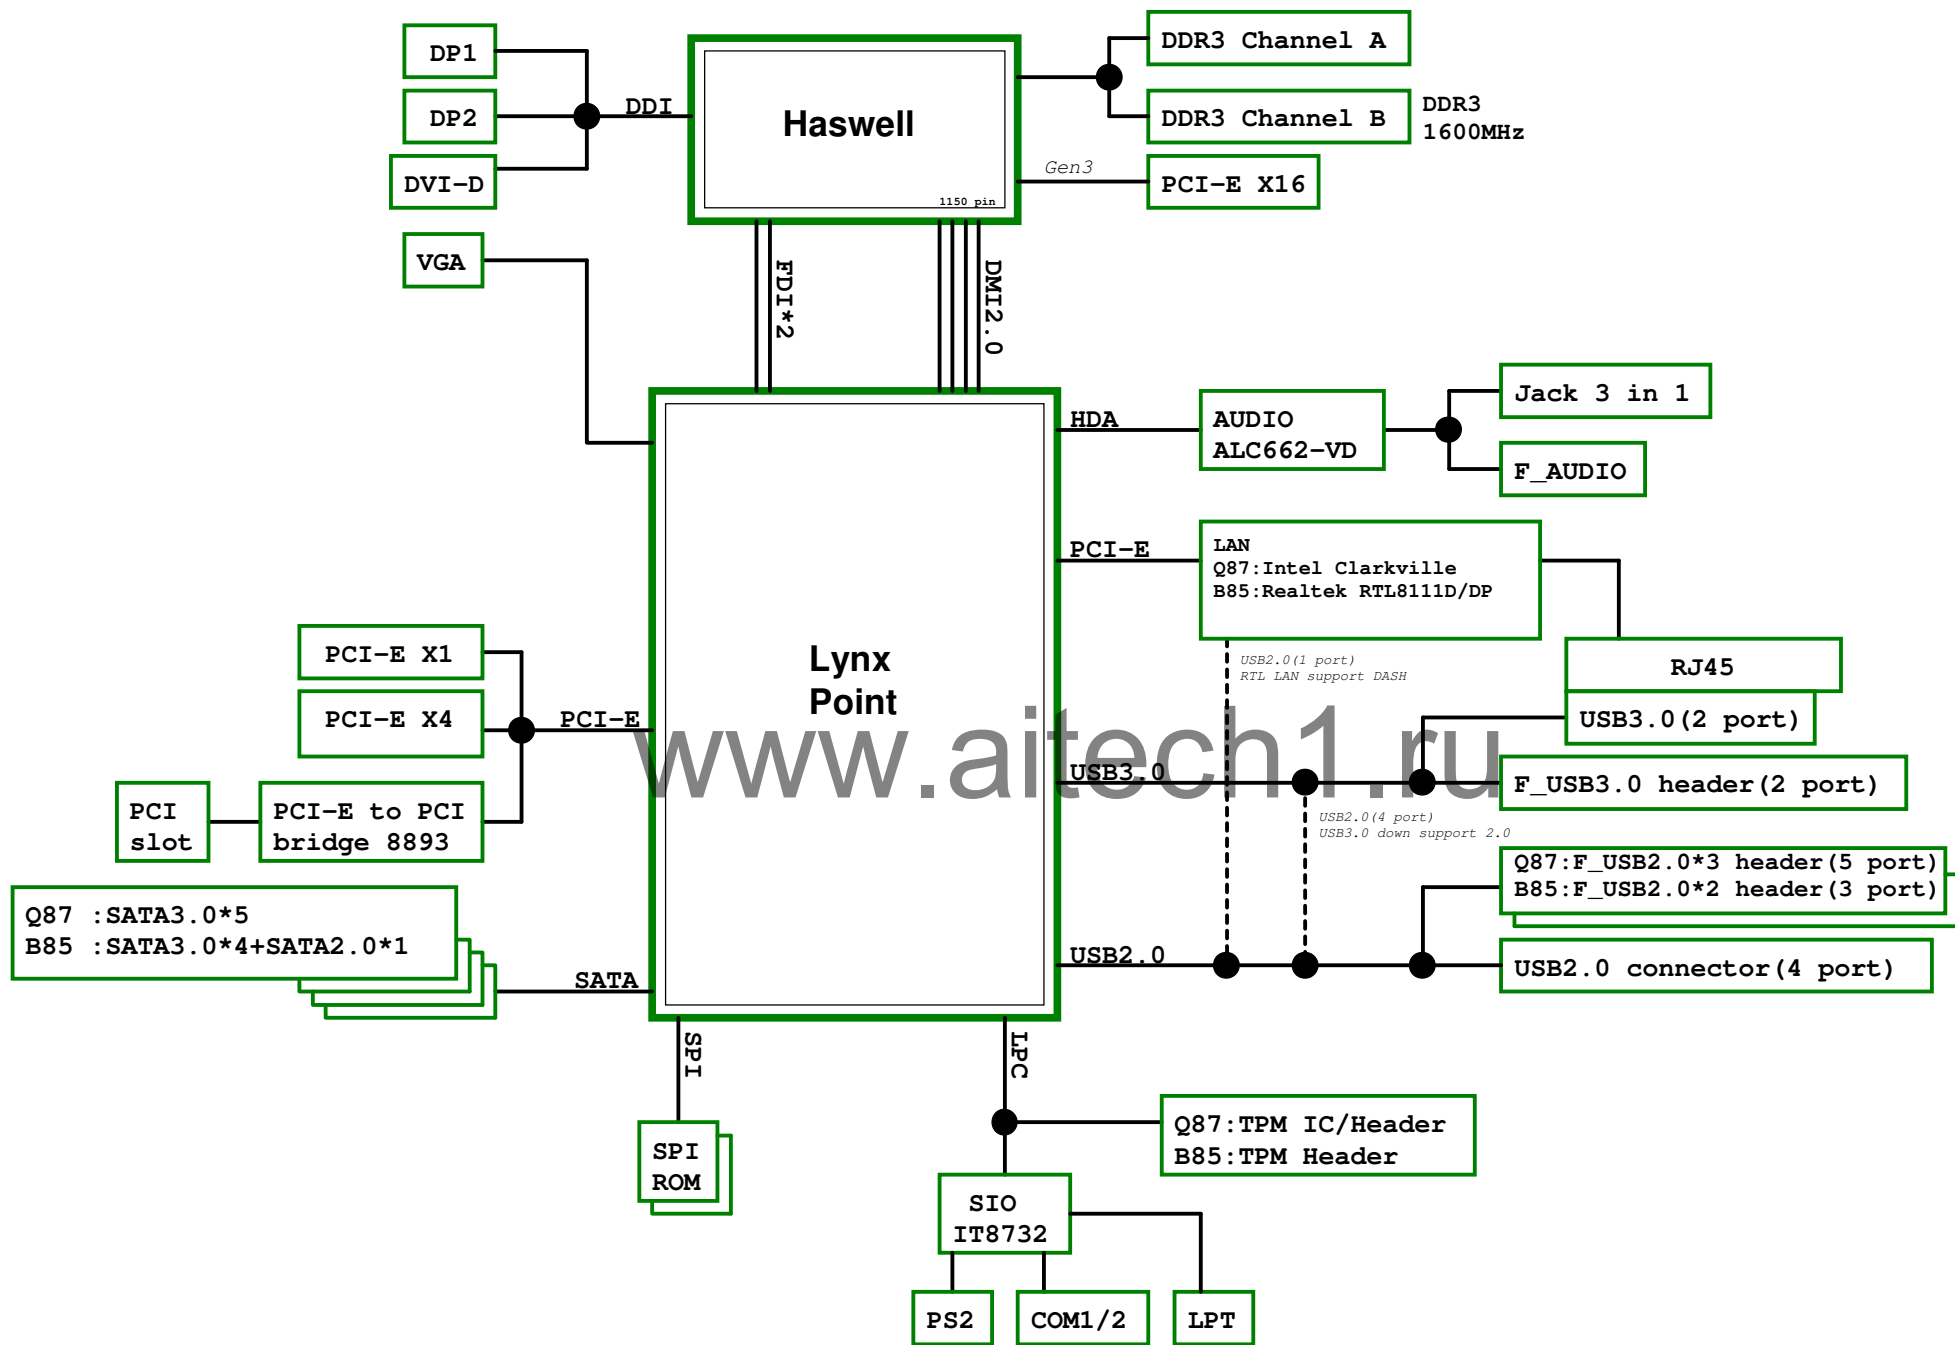 DP1
DP2
DVI-D
DDI
Haswell
1150 pin
DDR3 Channel A
DDR3 Channel B
DDR3
1600MHz
Gen3
PCI-E X16
VGA
FDI*2
DMI2.0
HDA
AUDIO
ALC662-VD
Jack 3 in 1
F_AUDIO
PCI-E
LAN
Q87:Intel Clarkville
B85:Realtek RTL8111D/DP
RJ45
USB3.0(2 port)
USB2.0(1 port)
RTL LAN support DASH
Lynx
Point
PCI-E X1
PCI-E X4
PCI-E
PCI
slot
PCI-E to PCI
bridge 8893
www.aitech1.ru
USB3.0
F_USB3.0 header(2 port)
USB2.0(4 port)
USB3.0 down support 2.0
Q87:F_USB2.0*3 header(5 port)
B85:F_USB2.0*2 header(3 port)
USB2.0
USB2.0 connector(4 port)
Q87 :SATA3.0*5
B85 :SATA3.0*4+SATA2.0*1
SATA
SPI
SPI
ROM
LPC
Q87:TPM IC/Header
B85:TPM Header
SIO
IT8732
PS2
COM1/2
LPT